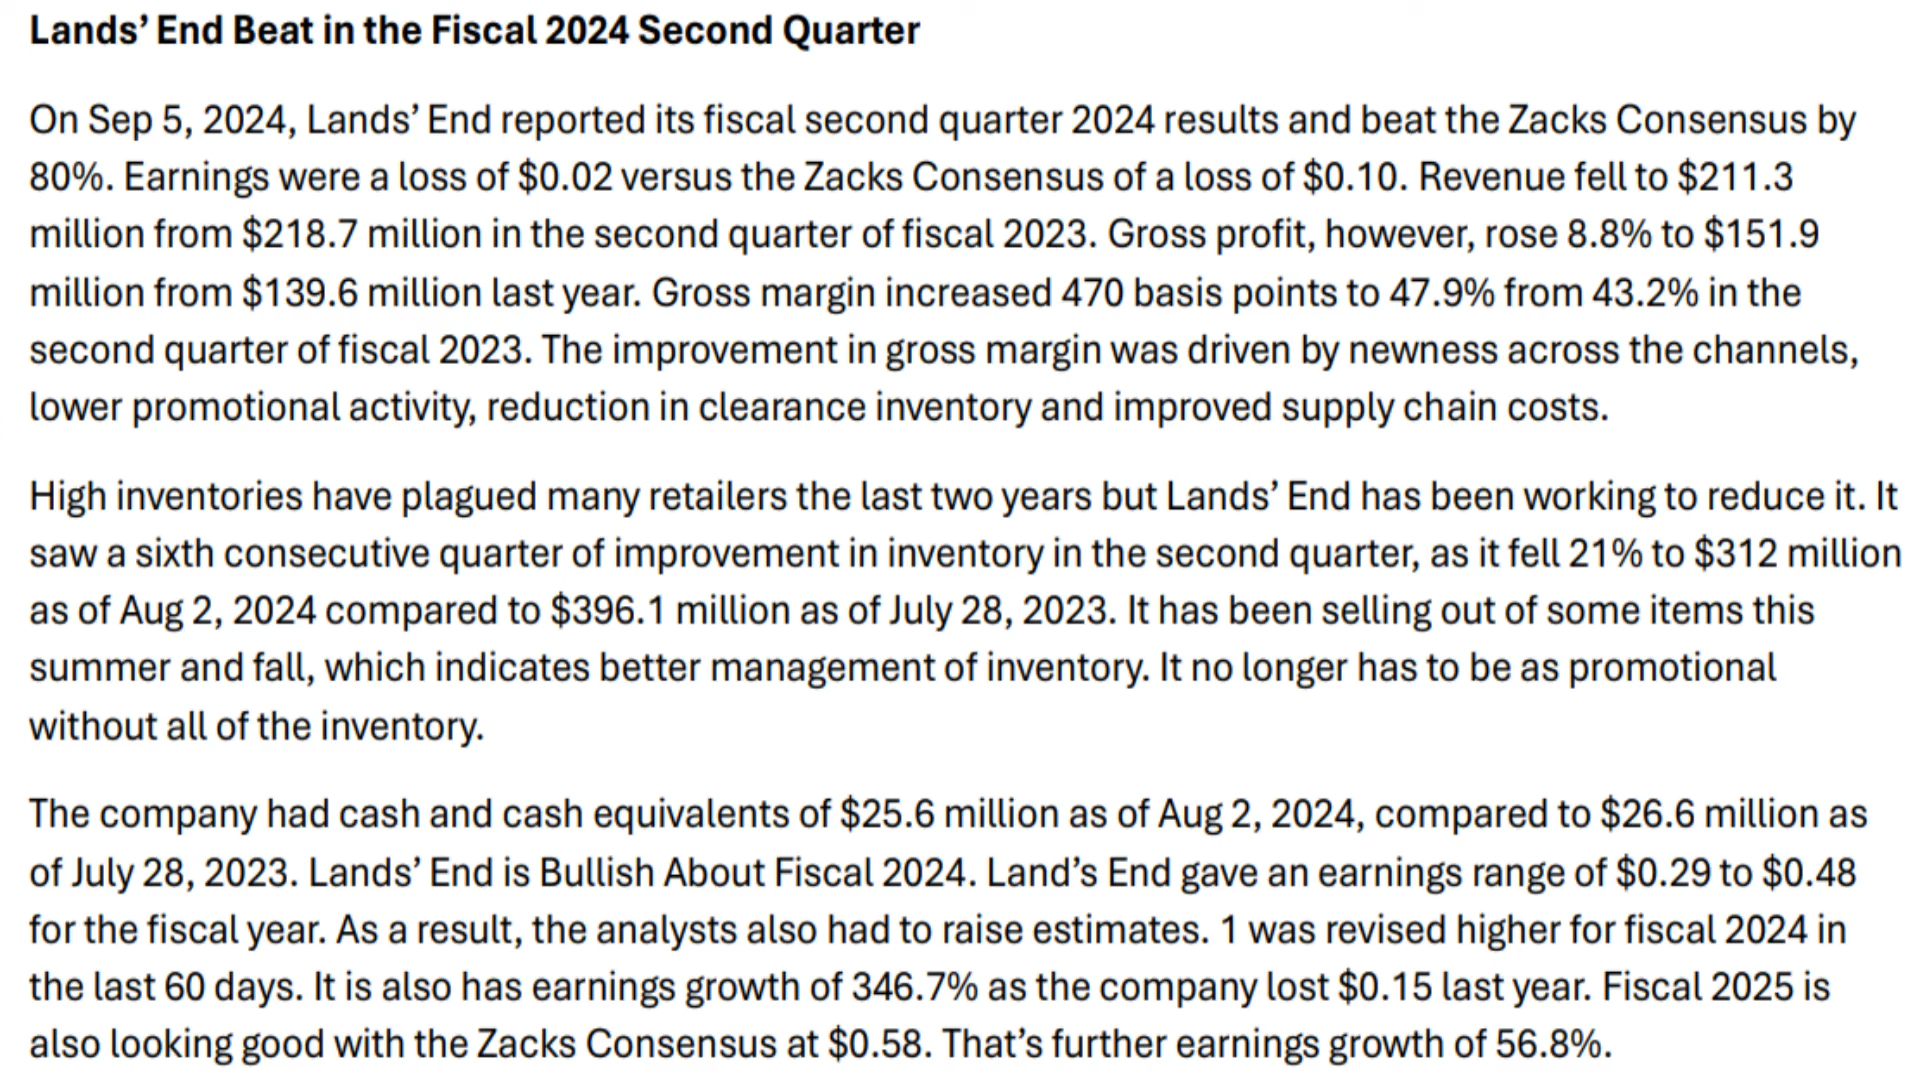 Lands’ End Beat in the Fiscal 2024 Second Quarter
On Sep 5, 2024, Lands’ End reported its fiscal second quarter 2024 results and beat the Zacks Consensus by
80%. Earnings were a loss of $0.02 versus the Zacks Consensus of a loss of $0.10. Revenue fell to $211.3
million from $218.7 million in the second quarter of fiscal 2023. Gross profit, however, rose 8.8% to $151.9
million from $139.6 million last year. Gross margin increased 470 basis points to 47.9% from 43.2% in the
second quarter of fiscal 2023. The improvement in gross margin was driven by newness across the channels,
lower promotional activity, reduction in clearance inventory and improved supply chain costs.
High inventories have plagued many retailers the last two years but Lands’ End has been working to reduce it. It
saw a sixth consecutive quarter of improvement in inventory in the second quarter, as it fell 21% to $312 million
as of Aug 2, 2024 compared to $396.1 million as of July 28, 2023. It has been selling out of some items this
summer and fall, which indicates better management of inventory. It no longer has to be as promotional
without all of the inventory.
The company had cash and cash equivalents of $25.6 million as of Aug 2, 2024, compared to $26.6 million as
of July 28, 2023. Lands’ End is Bullish About Fiscal 2024. Land’s End gave an earnings range of $0.29 to $0.48
for the fiscal year. As a result, the analysts also had to raise estimates. 1 was revised higher for fiscal 2024 in
the last 60 days. It is also has earnings growth of 346.7% as the company lost $0.15 last year. Fiscal 2025 is
also looking good with the Zacks Consensus at $0.58. That’s further earnings growth of 56.8%.